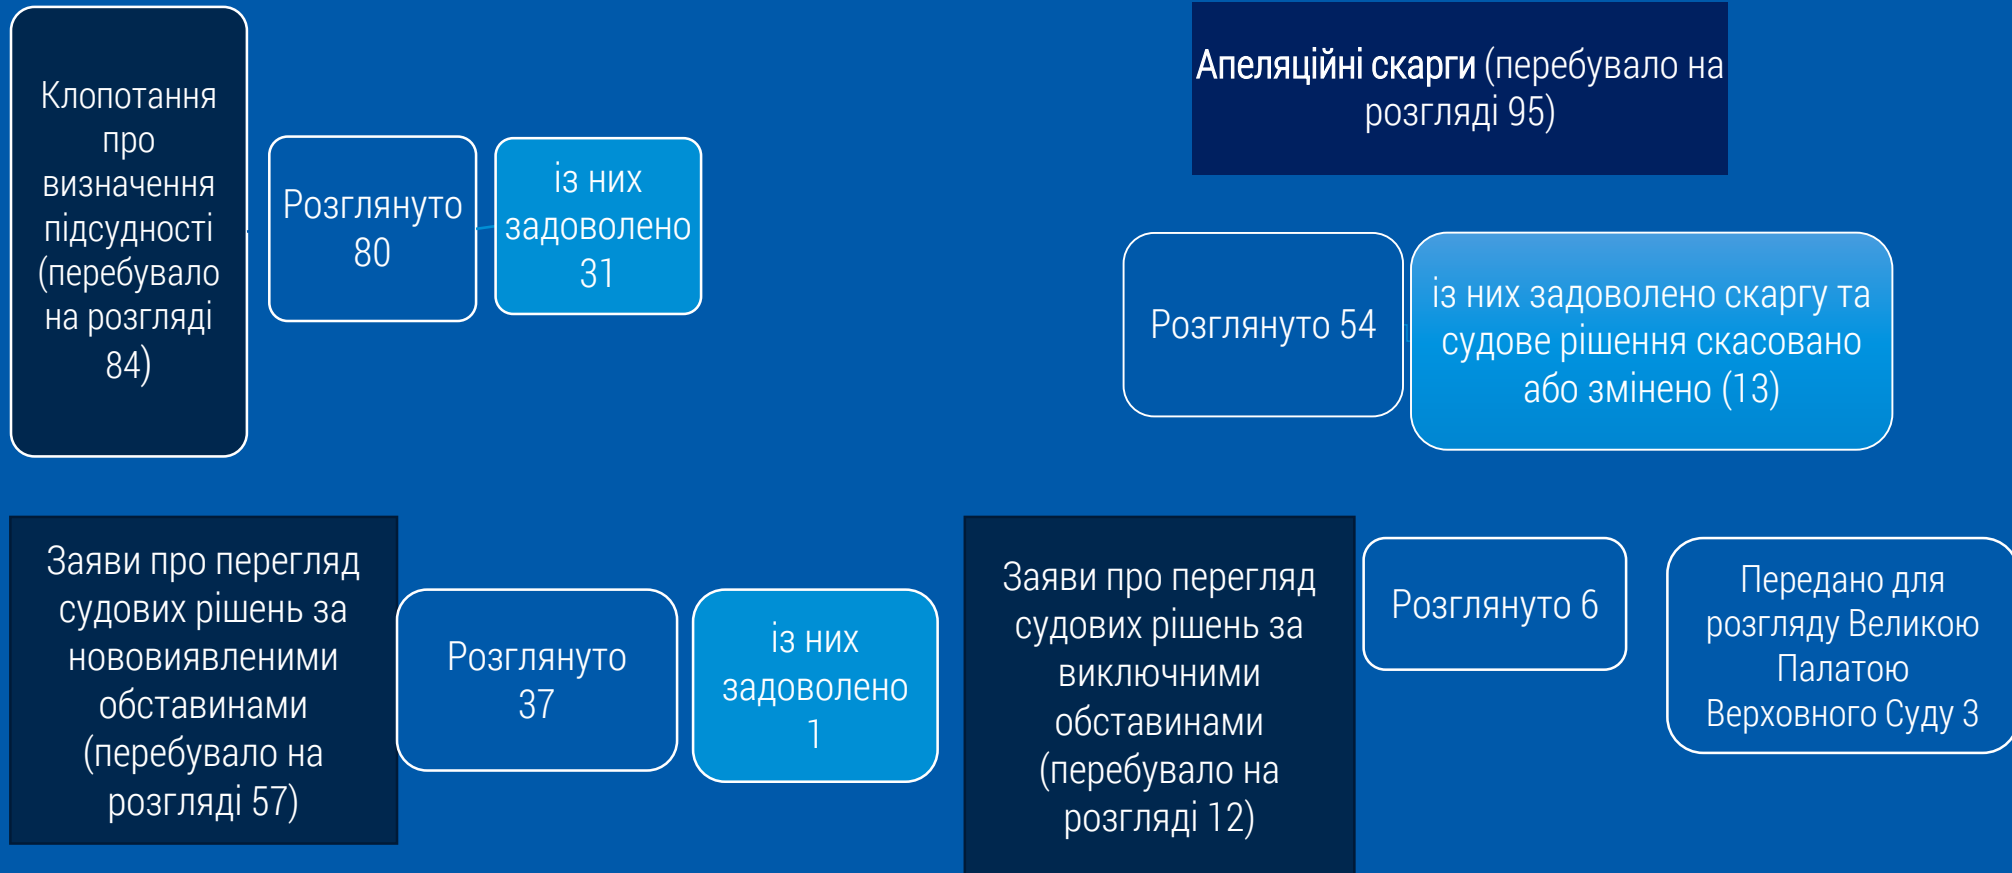 Клопотання
про
визначення
підсудності
(перебувало
на розгляді
84)
Розглянуто
80
із них
задоволено
31
Апеляційні скарги (перебувало на
розгляді 95)
Розглянуто 54
із них задоволено скаргу та
судове рішення скасовано
або змінено (13)
Заяви про перегляд
судових рішень за
нововиявленими
обставинами
(перебувало на
розгляді 57)
Розглянуто
37
із них
задоволено
1
Заяви про перегляд
судових рішень за
виключними
обставинами
(перебувало на
розгляді 12)
Розглянуто 6
Передано для
розгляду Великою
Палатою
Верховного Суду 3